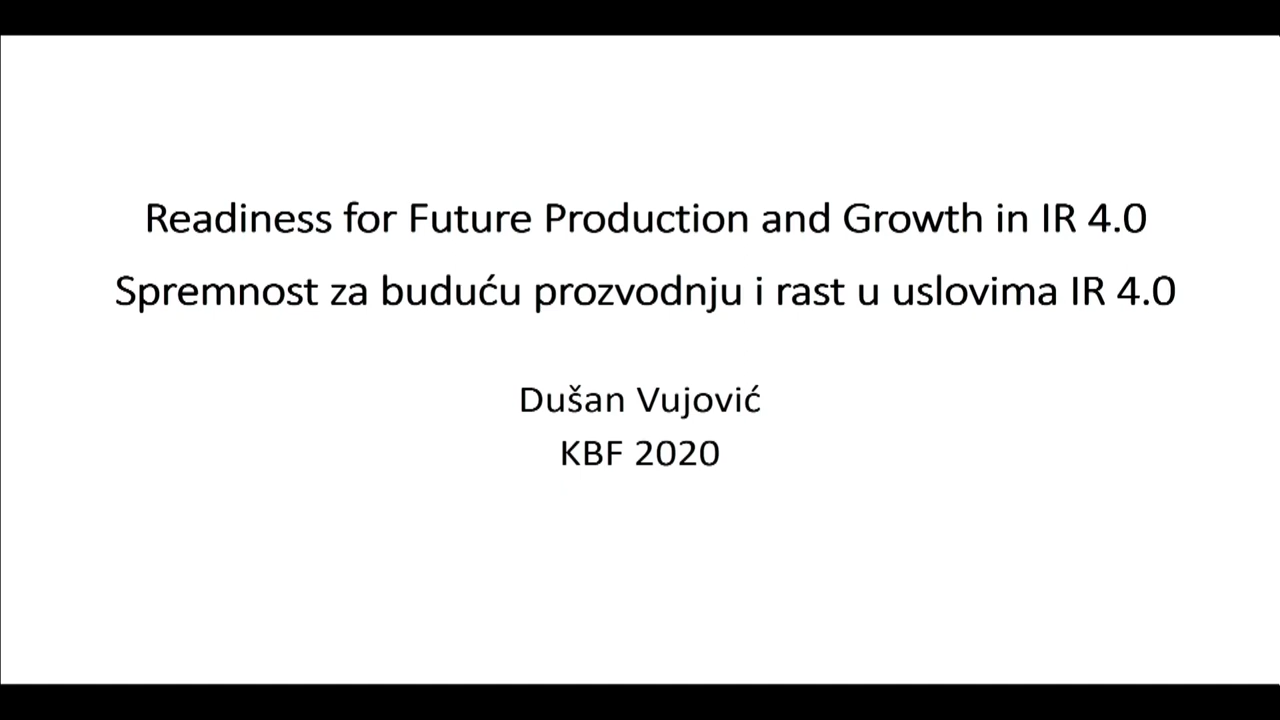 Readiness for Future Production and Growth in IR 4.0
Spremnost za buduću prozvodnju i rast u uslovima IR 4.0
Dušan Vujović
KBF 2020